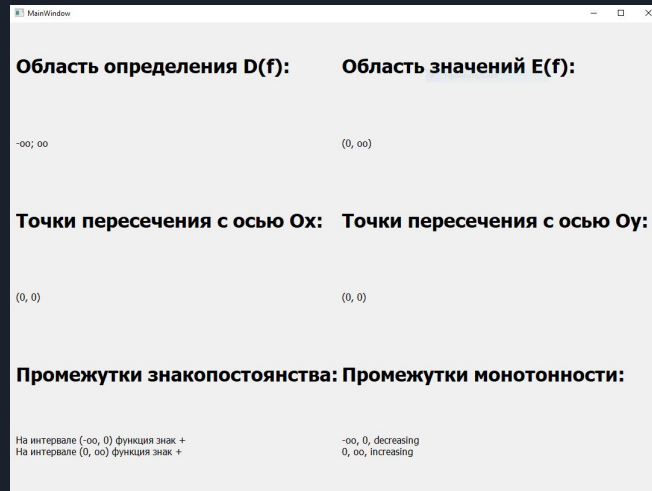 MainWindow
Область определения D(f):
Область значений E(f):
-oo; oo
(0, oo)
Точки пересечения с осью Ox:
Точки пересечения с осью Oy:
(0, 0)
(0, 0)
Промежутки знакопостоянства:
Промежутки монотонности:
На интервале (-oo, 0) функция знак +
На интервале (0, oo) функция знак +
-oo, 0, decreasing
0, oo, increasing